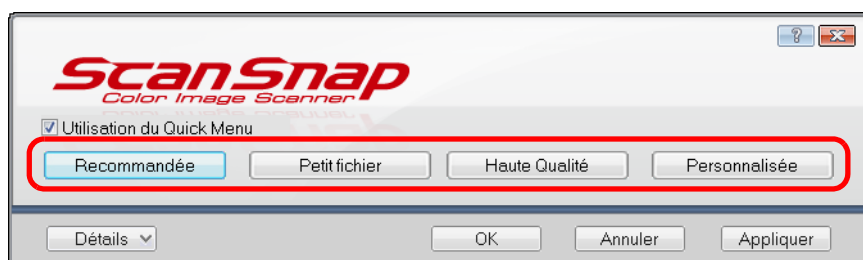 ScanSnap
Color Image Scanner
Utilisation du Quick Menu
Recommandée Petit fichier Haute Qualité Personnalisée
Détails OK Annuler Appliquer